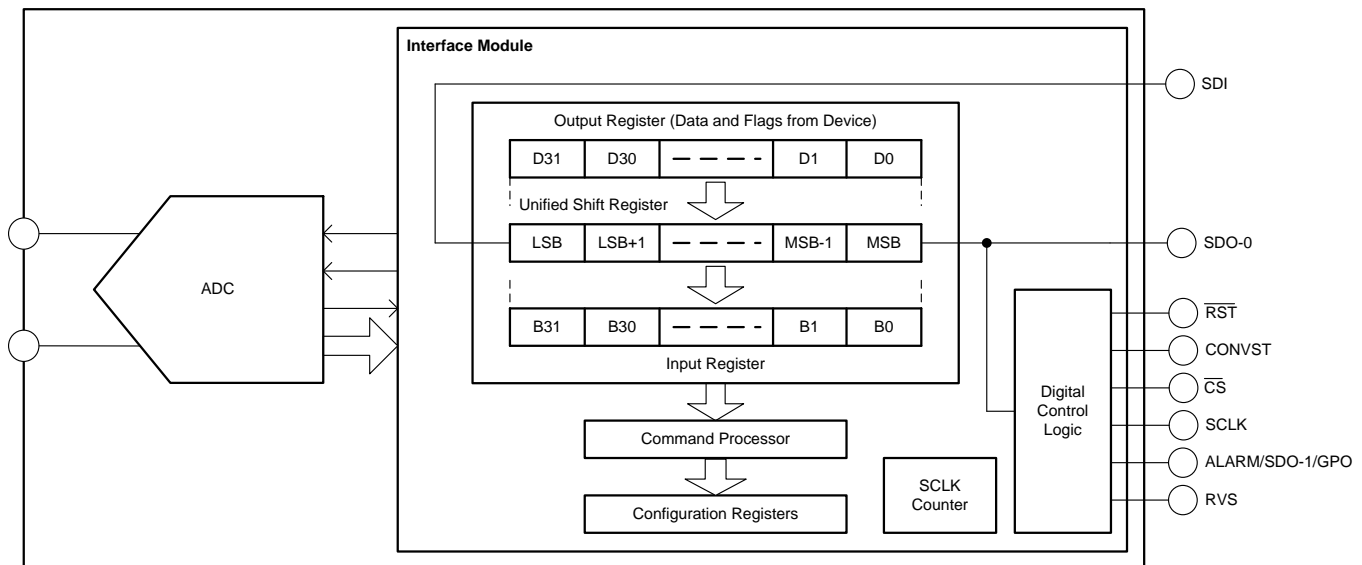 Interface Module
SDI
Output Register (Data and Flags from Device)
D31 D30 D1 D0
Unified Shift Register
LSB LSB+1 MSB-1 MSB
SDO-0
ADC
B31 B30 B1 B0
Input Register
RST
CONVST
CS
SCLK
ALARM/SDO-1/GPO
RVS
Digital
Control
Logic
Command Processor
SCLK
Counter
Configuration Registers